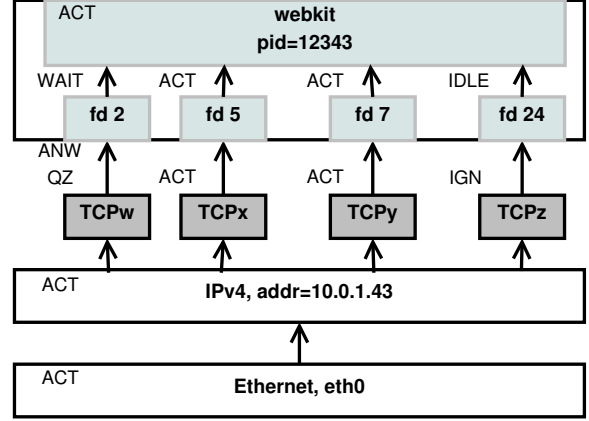 ACT
webkit
pid=12343
WAIT ACT ACT IDLE
fd 2 fd 5 fd 7 fd 24
ANW
QZ ACT ACT IGN
TCPw TCPx TCPy TCPz
ACT
IPv4, addr=10.0.1.43
ACT
Ethernet, eth0